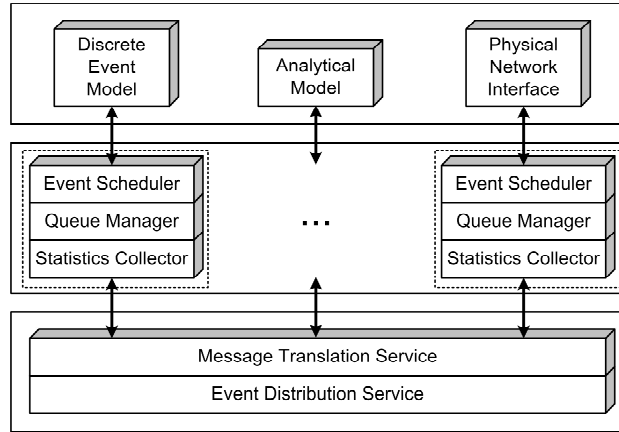 Discrete
Event
Model
Analytical
Model
Physical
Network
Interface
Event Scheduler
Queue Manager
Statistics Collector
...
Event Scheduler
Queue Manager
Statistics Collector
Message Translation Service
Event Distribution Service